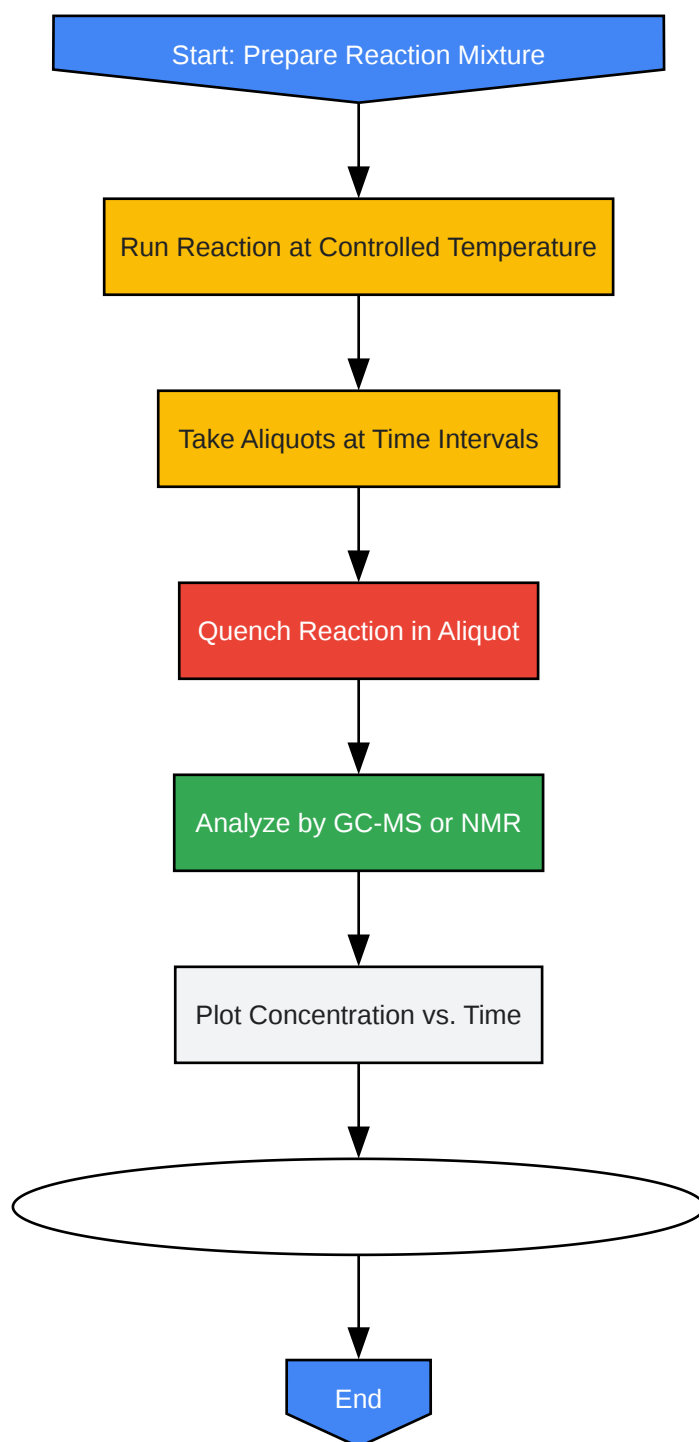 Start: Prepare Reaction Mixture
Run Reaction at Controlled Temperature
Take Aliquots at Time Intervals
Quench Reaction in Aliquot
Analyze by GC-MS or NMR
Plot Concentration vs. Time
End